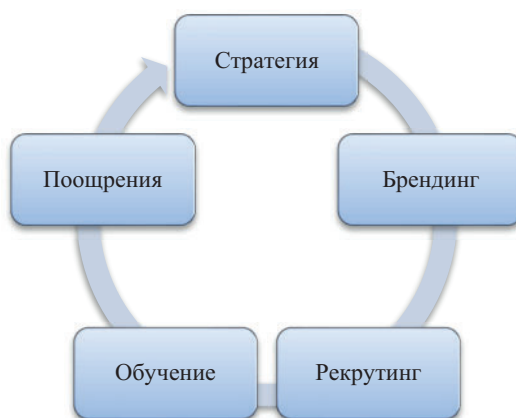 Стратегия
Брендинг
Рекрутинг
Обучение
Поощрения